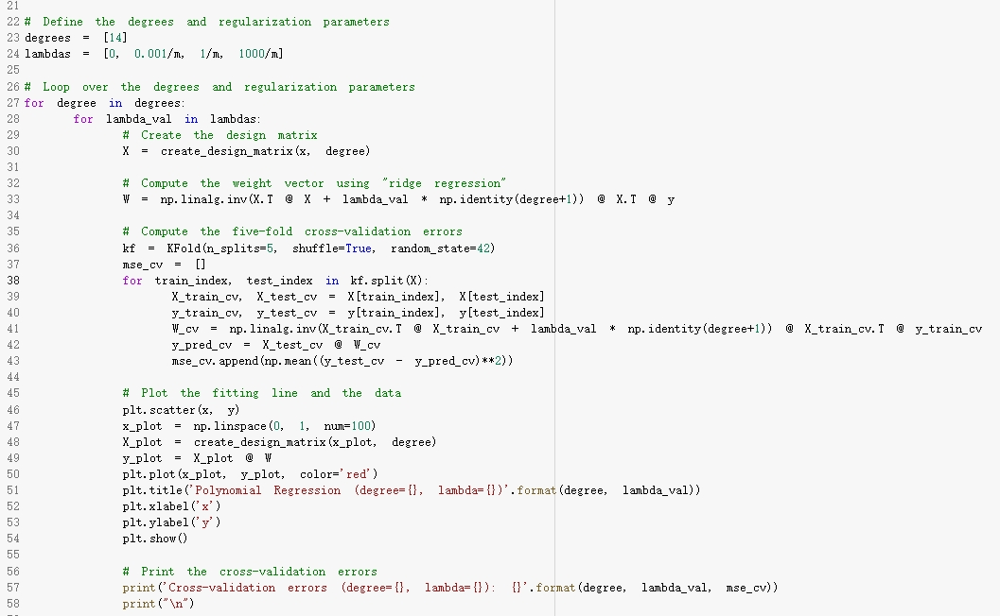 21
22 # Define the degrees and regularization parameters
23 degrees = [14]
24 lambdas = [0, 0.001/m, 1/m, 1000/m]
25
26 # Loop over the degrees and regularization parameters
27 for degree in degrees:
28     for lambda_val in lambdas:
29         # Create the design matrix
30         X = create_design_matrix(x, degree)
31
32         # Compute the weight vector using "ridge regression"
33         W = np.linalg.inv(X.T @ X + lambda_val * np.identity(degree+1)) @ X.T @ y
34
35         # Compute the five-fold cross-validation errors
36         kf = KFold(n_splits=5, shuffle=True, random_state=42)
37         mse_cv = []
38         for train_index, test_index in kf.split(X):
39             X_train_cv, X_test_cv = X[train_index], X[test_index]
40             y_train_cv, y_test_cv = y[train_index], y[test_index]
41             W_cv = np.linalg.inv(X_train_cv.T @ X_train_cv + lambda_val * np.identity(degree+1)) @ X_train_cv.T @ y_train_cv
42             y_pred_cv = X_test_cv @ W_cv
43             mse_cv.append(np.mean((y_test_cv - y_pred_cv)**2))
44
45         # Plot the fitting line and the data
46         plt.scatter(x, y)
47         x_plot = np.linspace(0, 1, num=100)
48         X_plot = create_design_matrix(x_plot, degree)
49         y_plot = X_plot @ W
50         plt.plot(x_plot, y_plot, color='red')
51         plt.title('Polynomial Regression (degree={}, lambda={})'.format(degree, lambda_val))
52         plt.xlabel('x')
53         plt.ylabel('y')
54         plt.show()
55
56         # Print the cross-validation errors
57         print('Cross-validation errors (degree={}, lambda={}): {}'.format(degree, lambda_val, mse_cv))
58         print("\n")